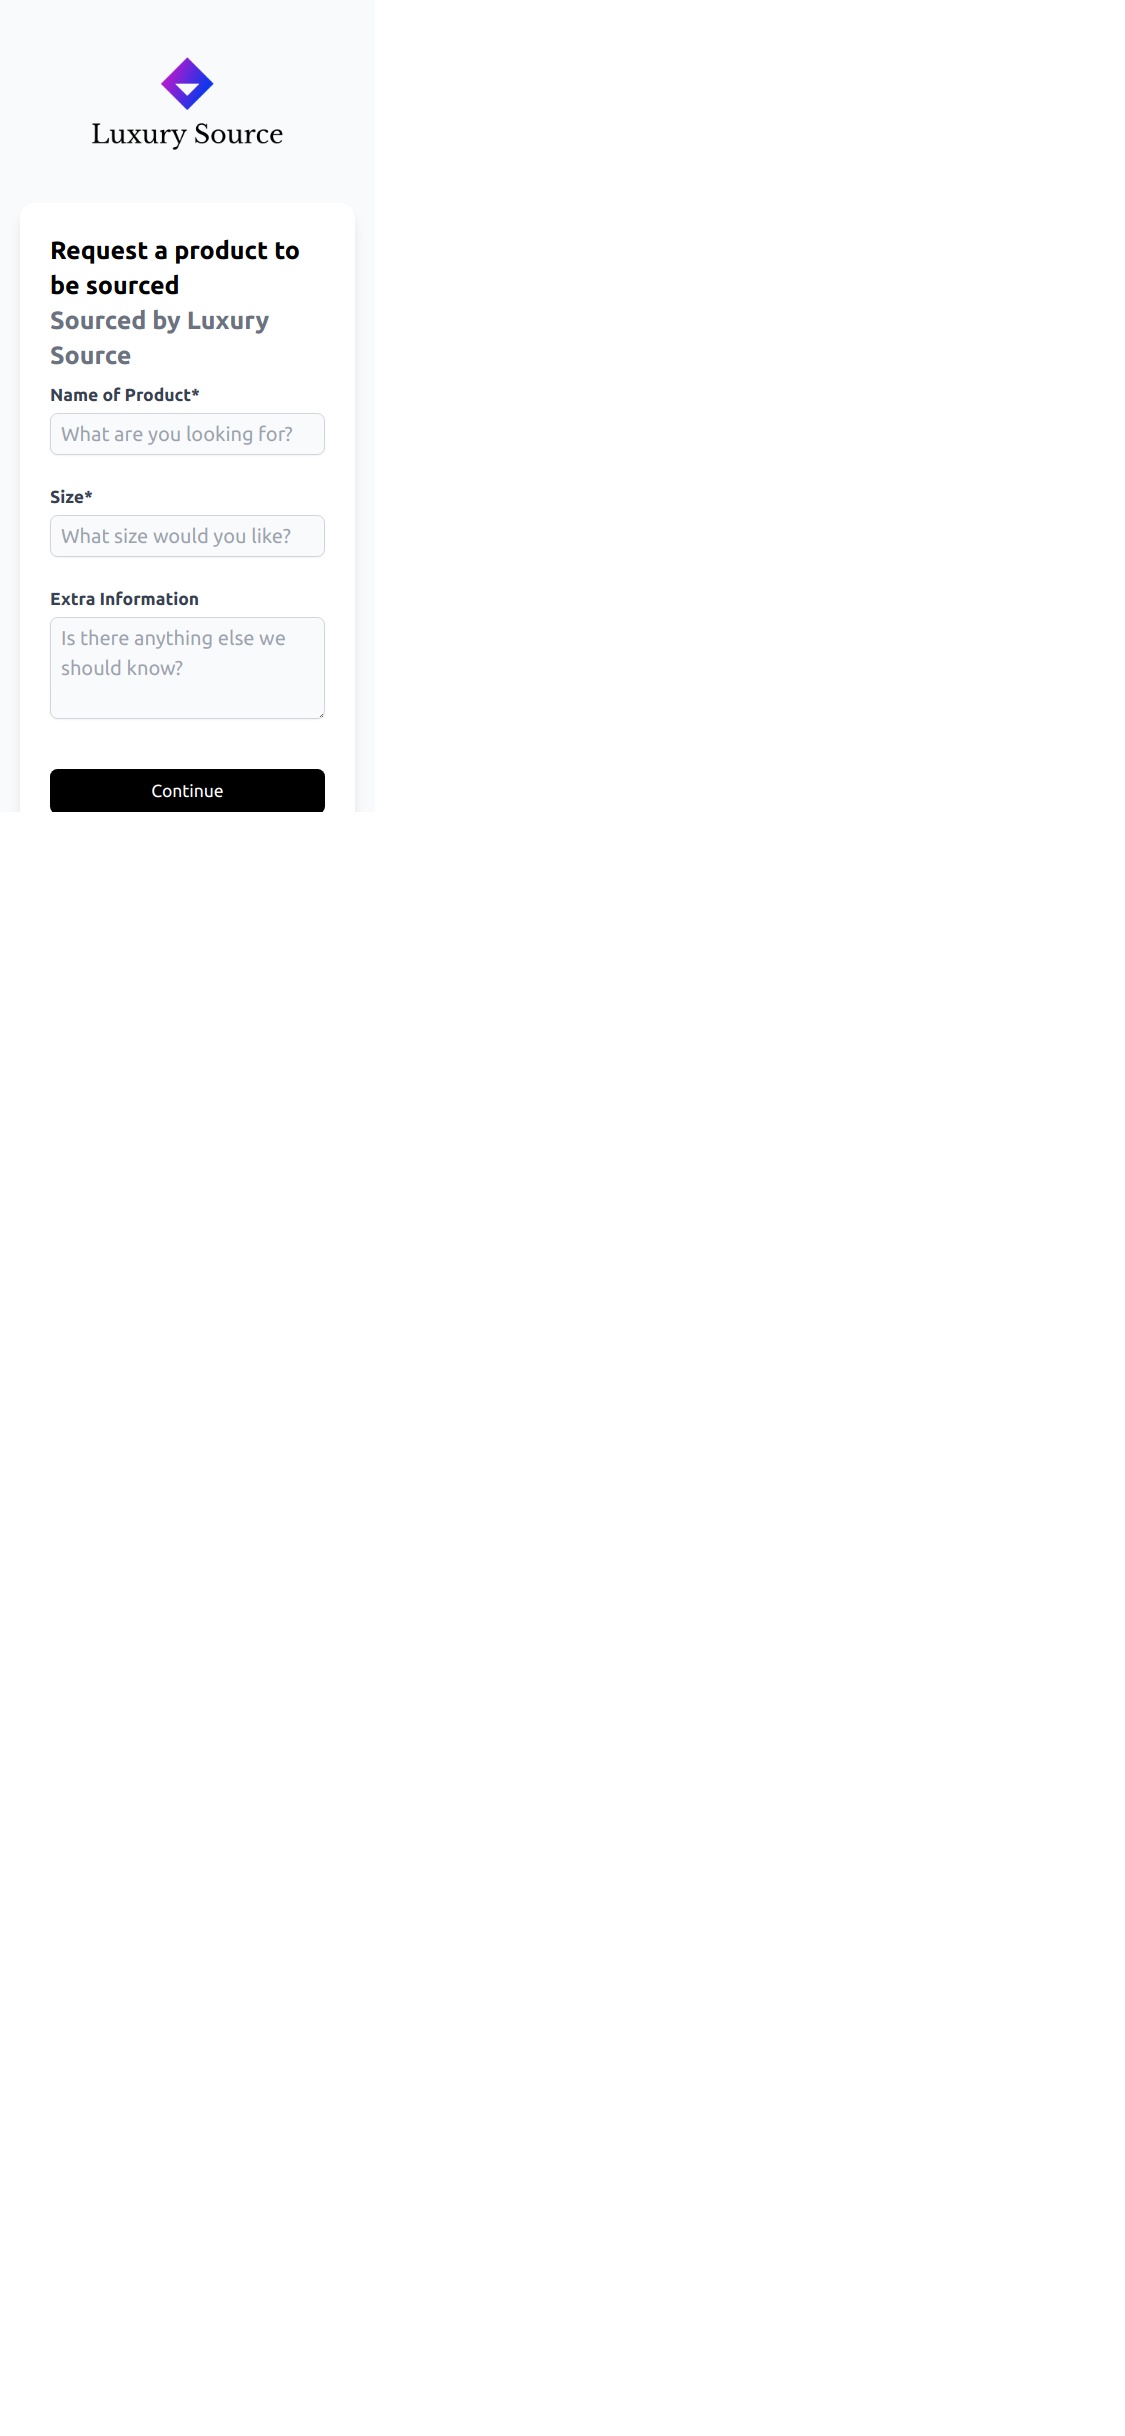 Luxury Source
Request a product to
be sourced
Sourced by Luxury
Source
Name of Product*
What are you looking for?
Size*
What size would you like?
Extra Information
Is there anything else we
should know?
Continue